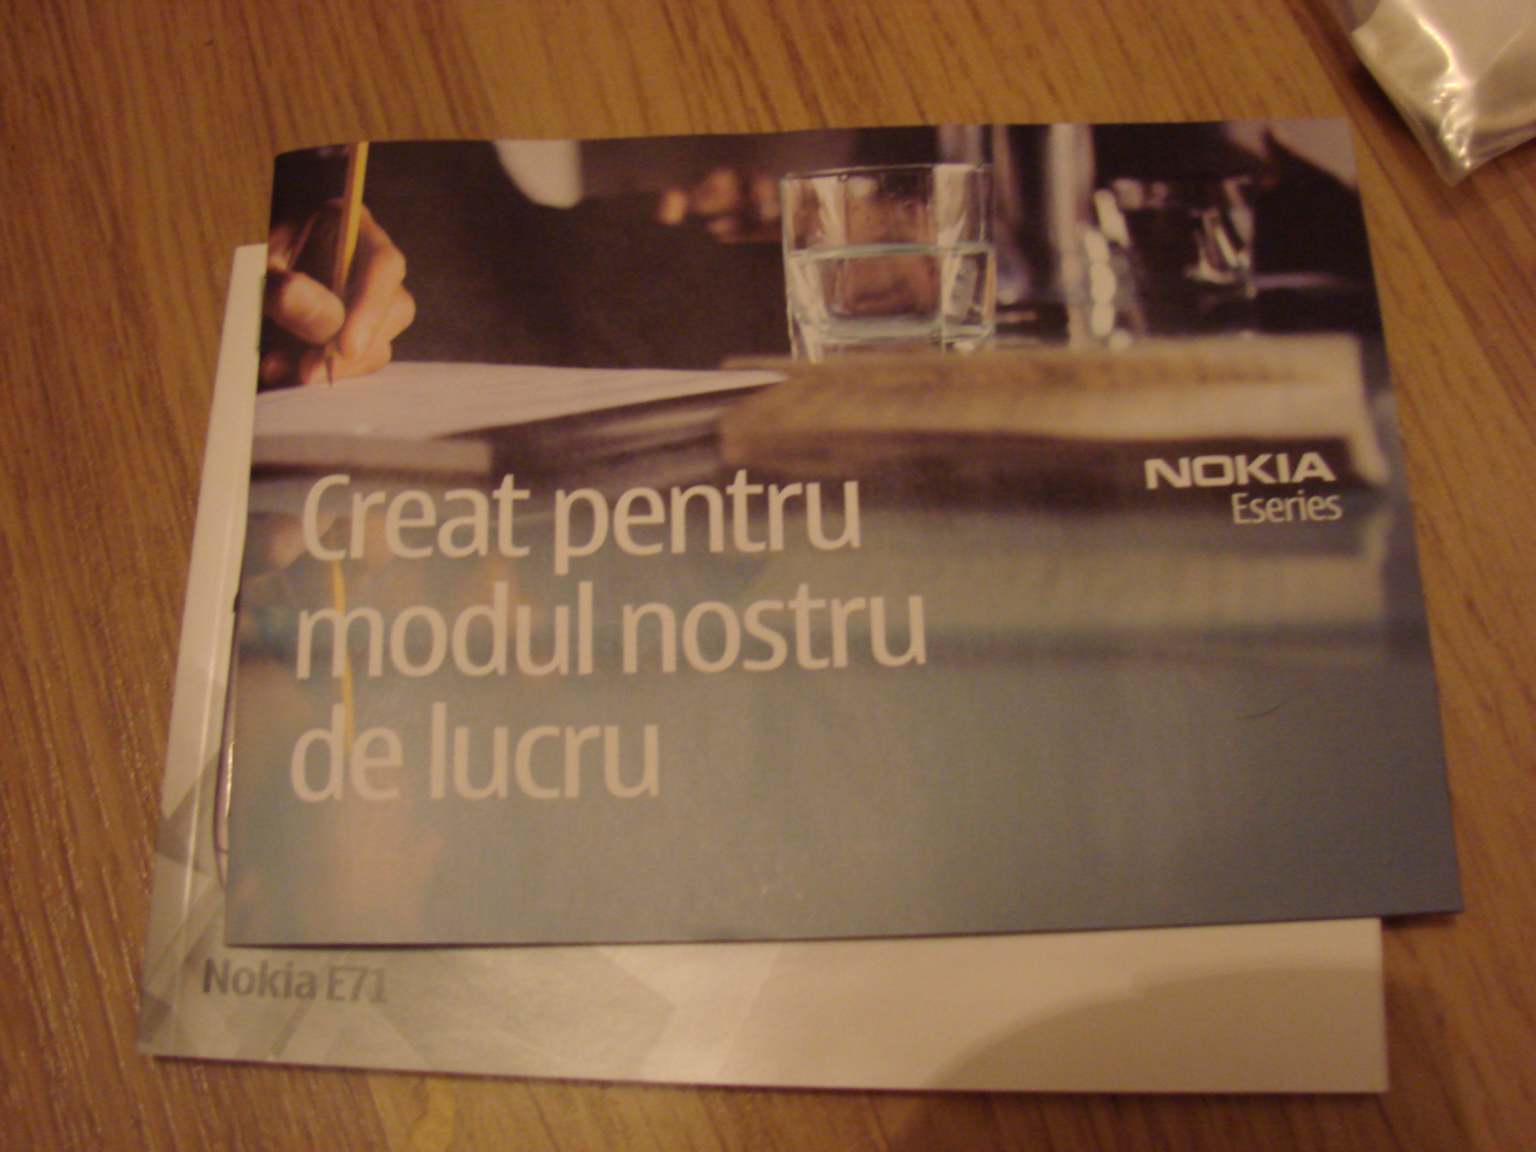 NOKIA
Eseries
Creat pentru
modul nostru
de lucru
Nokia E71